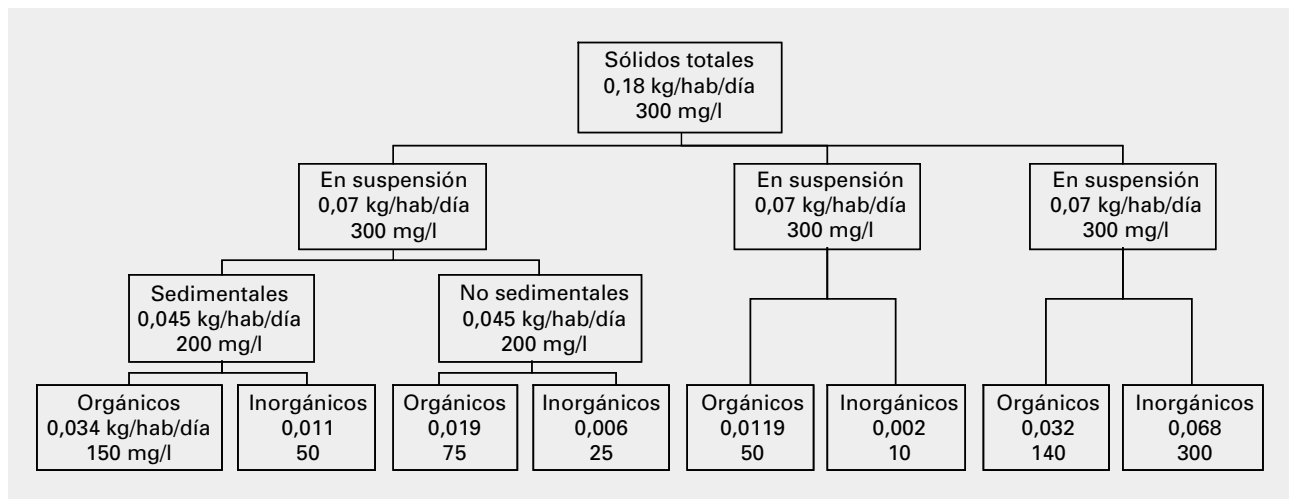 Sólidos totales
0,18 kg/hab/día
300 mg/l
En suspensión
0,07 kg/hab/día
300 mg/l
En suspensión
0,07 kg/hab/día
300 mg/l
En suspensión
0,07 kg/hab/día
300 mg/l
Sedimentales
0,045 kg/hab/día
200 mg/l
No sedimentales
0,045 kg/hab/día
200 mg/l
Orgánicos
0,034 kg/hab/día
150 mg/l
Inorgánicos
0,011
50
Orgánicos
0,019
75
Inorgánicos
0,006
25
Orgánicos
0,0119
50
Inorgánicos
0,002
10
Orgánicos
0,032
140
Inorgánicos
0,068
300